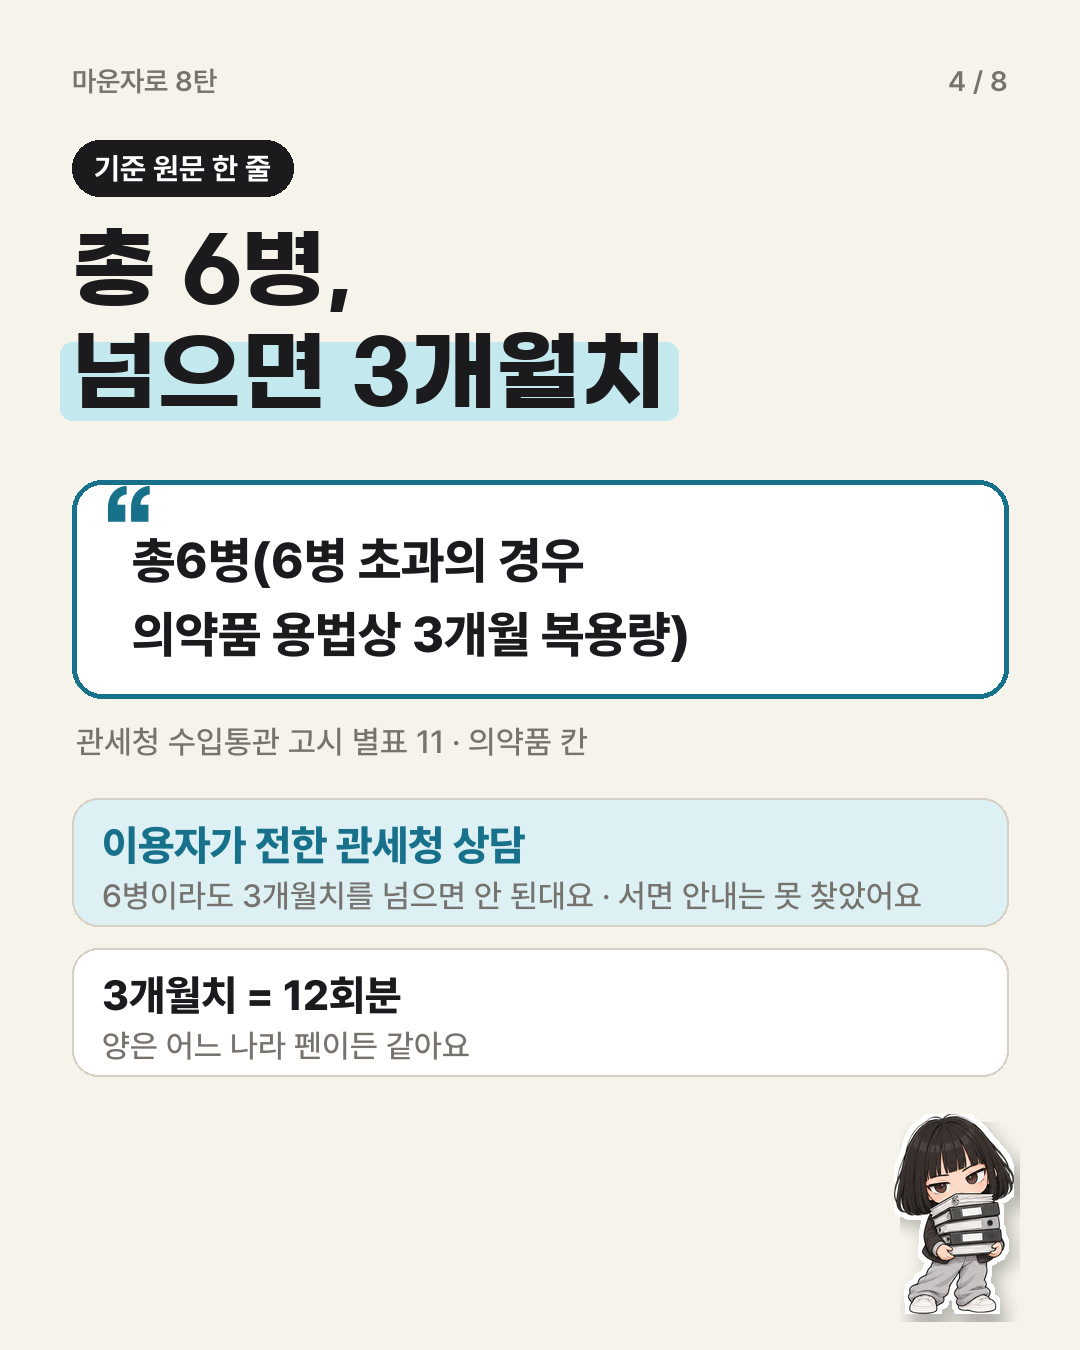 마운자로 8탄
4 / 8
기준 원문 한 줄
총 6병,
넘으면 3개월치
“
총6병(6병 초과의 경우
의약품 용법상 3개월 복용량)
관세청 수입통관 고시 별표 11 · 의약품 칸
이용자가 전한 관세청 상담
6병이라도 3개월치를 넘으면 안 된대요 · 서면 안내는 못 찾았어요
3개월치 = 12회분
양은 어느 나라 펜이든 같아요